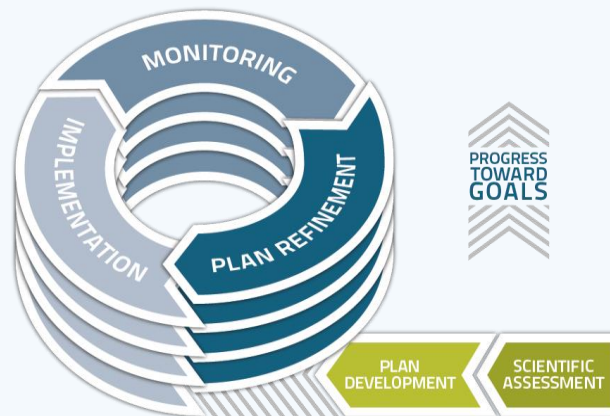 MONITORING
IMPLEMENTATION
PLAN REFINEMENT
PROGRESS
TOWARD
GOALS
PLAN
DEVELOPMENT
SCIENTIFIC
ASSESSMENT